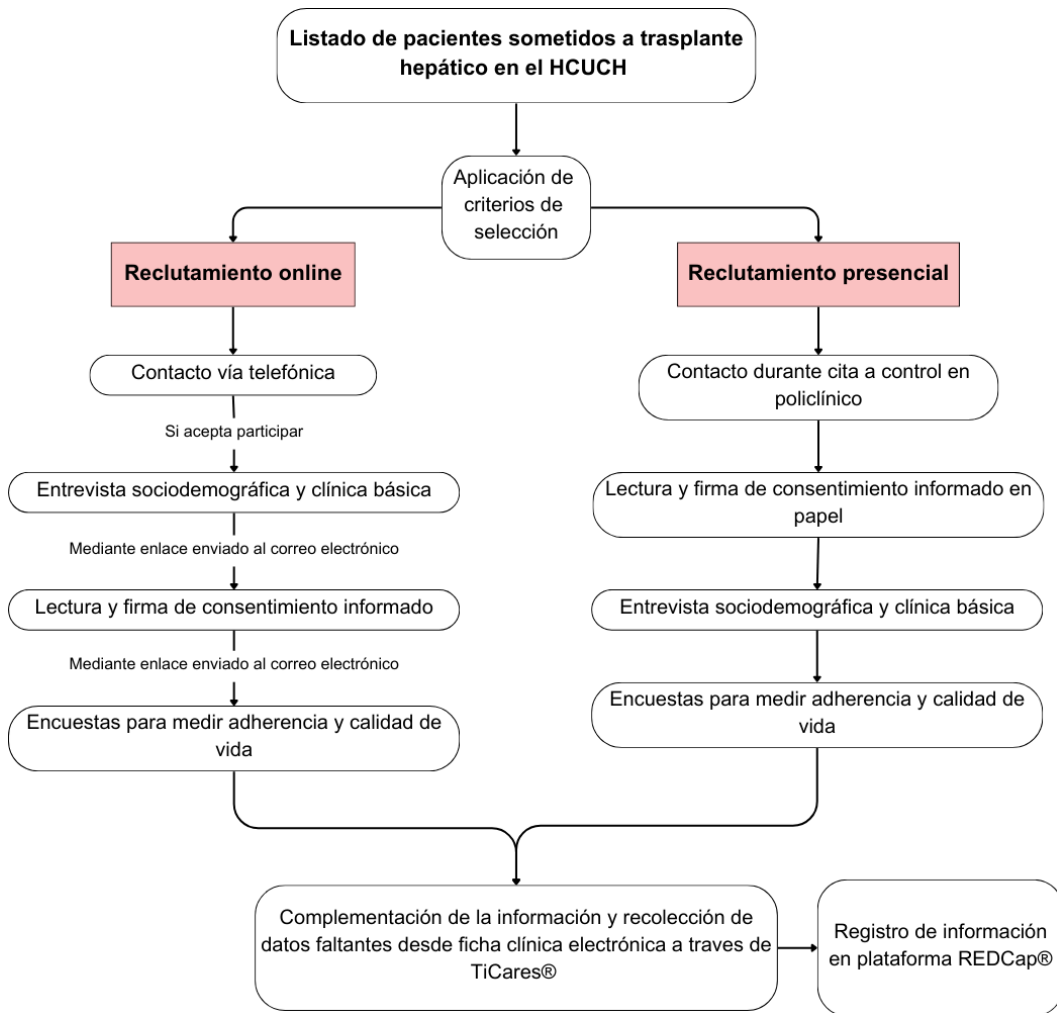 Listado de pacientes sometidos a trasplante
hepático en el HCUCH
Aplicación de
criterios de
selección
Reclutamiento online
Contacto vía telefónica
Si acepta participar
Entrevista sociodemográfica y clínica básica
Mediante enlace enviado al correo electrónico
Lectura y firma de consentimiento informado
Mediante enlace enviado al correo electrónico
Encuestas para medir adherencia y calidad de
vida
Reclutamiento presencial
Contacto durante cita a control en
policlínico
Lectura y firma de consentimiento informado en
papel
Entrevista sociodemográfica y clínica básica
Encuestas para medir adherencia y calidad de
vida
Complementación de la información y recolección de
datos faltantes desde ficha clínica electrónica a traves de
TiCares®
Registro de información
en plataforma REDCap®